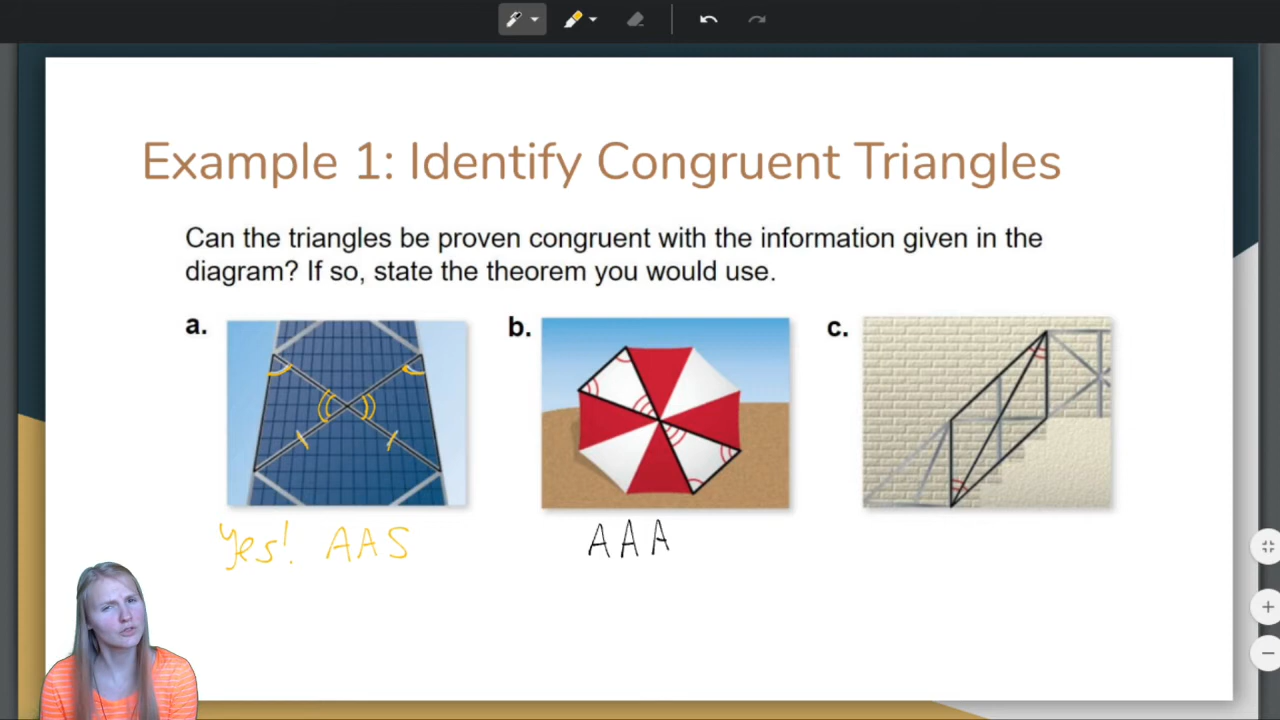 Example 1: Identify Congruent Triangles
Can the triangles be proven congruent with the information given in the
diagram? If so, state the theorem you would use.
a.
b.
c.
Yes! AAS
AAA